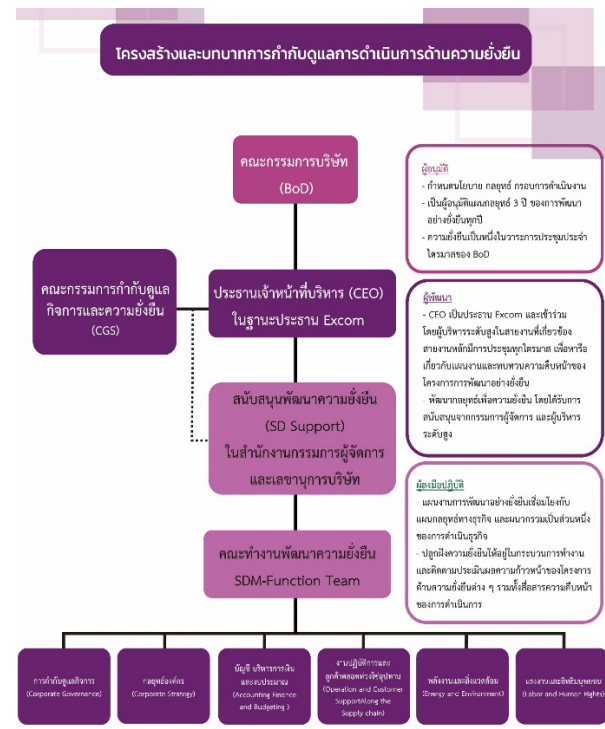 โครงสร้างและบทบาทการกำกับดูแลการดำเนินการด้านความยั่งยืน
คณะกรรมการบริษัท
(BoD)
ผู้อนุมัติ
- กำหนดนโยบาย กลยุทธ์ กรอบการดำเนินงาน
- เป็นผู้อนุมัติแผนกลยุทธ์ 3 ปี ของการพัฒนา
อย่างยั่งยืนทุกปี
- ความยั่งยืนเป็นหนึ่งในวาระการประชุมประจำ
ไตรมาสของ BoD
คณะกรรมการกำกับดูแล
กิจการและความยั่งยืน
(CGS)
ประธานเจ้าหน้าที่บริหาร (CEO)
ในฐานะประธาน Excom
ผู้พัฒนา
- CEO เป็นประธาน Excom และเข้าร่วม
โดยผู้บริหารระดับสูงในสายงานที่เกี่ยวข้อง
สายงานหลักมีการประชุมทุกไตรมาส เพื่อหารือ
เกี่ยวกับแผนงานและทบทวนความคืบหน้าของ
โครงการการพัฒนาอย่างยั่งยืน
- พัฒนากลยุทธ์เพื่อความยั่งยืน โดยได้รับการ
สนับสนุนจากกรรมการผู้จัดการ และผู้บริหาร
ระดับสูง
สนับสนุนพัฒนาความยั่งยืน
(SD Support)
ในสำนักงานกรรมการผู้จัดการ
และเลขานุการบริษัท
ผู้ลงมือปฏิบัติ
- แผนงานการพัฒนาอย่างยั่งยืนเชื่อมโยงกับ
แผนกลยุทธ์ทางธุรกิจ และผนวกรวมเป็นส่วนหนึ่ง
ของการดำเนินธุรกิจ
- ปลูกฝังความยั่งยืนให้อยู่ในกระบวนการทำงาน
และติดตามประเมินผลความก้าวหน้าของโครงการ
ด้านความยั่งยืนต่าง ๆ รวมทั้งสื่อสารความคืบหน้า
ของการดำเนินการ
คณะทำงานพัฒนาความยั่งยืน
SDM-Function Team
การกำกับดูแลกิจการ
(Corporate Governance)
กลยุทธ์องค์กร
(Corporate Strategy)
บัญชี บริหารการเงิน
และงบประมาณ
(Accounting Finance
and Budgeting )
งานปฏิบัติการและ
ลูกค้าตลอดห่วงโซ่อุปทาน
(Operation and Customer
SupportAlong the
Supply chain)
พลังงานและสิ่งแวดล้อม
(Energy and Environment)
แรงงานและสิทธิมนุษยชน
(Labor and Human Rights)